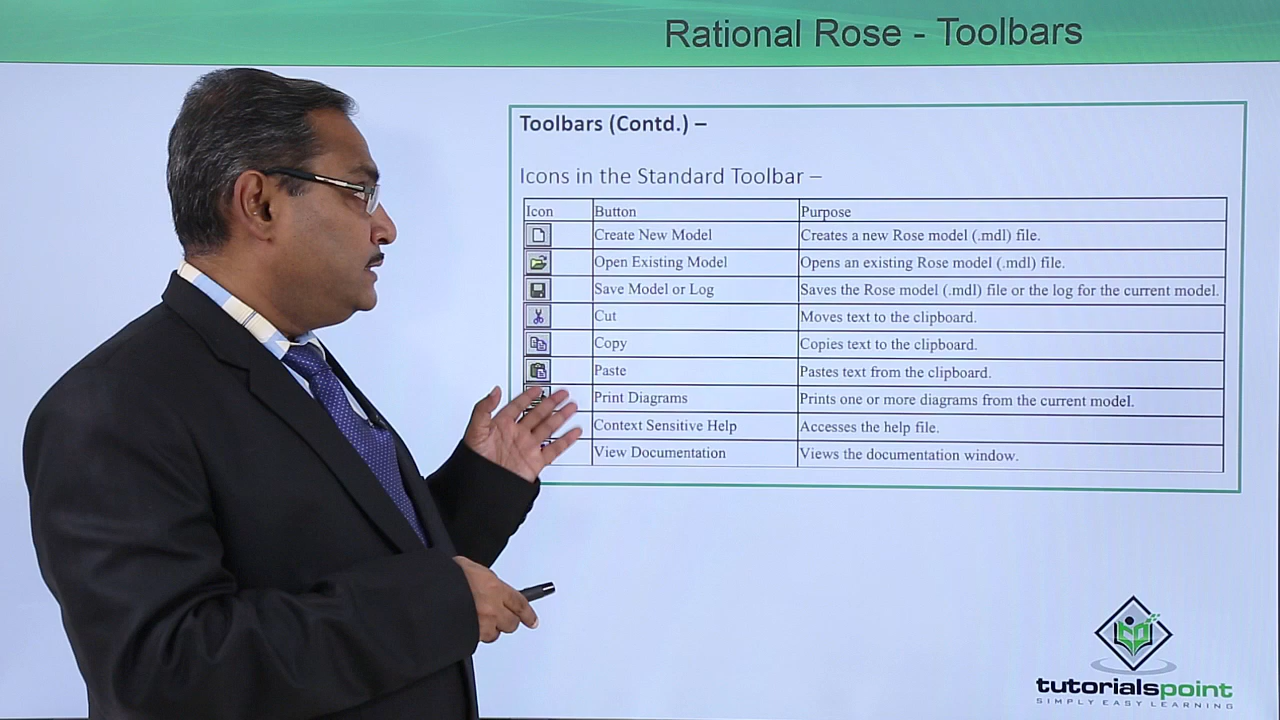 Rational Rose - Toolbars
Toolbars (Contd.) –
Icons in the Standard Toolbar –
Icon Button Purpose
Create New Model Creates a new Rose model (.mdl) file.
Open Existing Model Opens an existing Rose model (.mdl) file.
Save Model or Log Saves the Rose model (.mdl) file or the log for the current model.
Cut Moves text to the clipboard.
Copy Copies text to the clipboard.
Paste Pastes text from the clipboard.
Print Diagrams Prints one or more diagrams from the current model.
Context Sensitive Help Accesses the help file.
View Documentation Views the documentation window.
tutorialspoint
SIMPLY EASY LEARNING